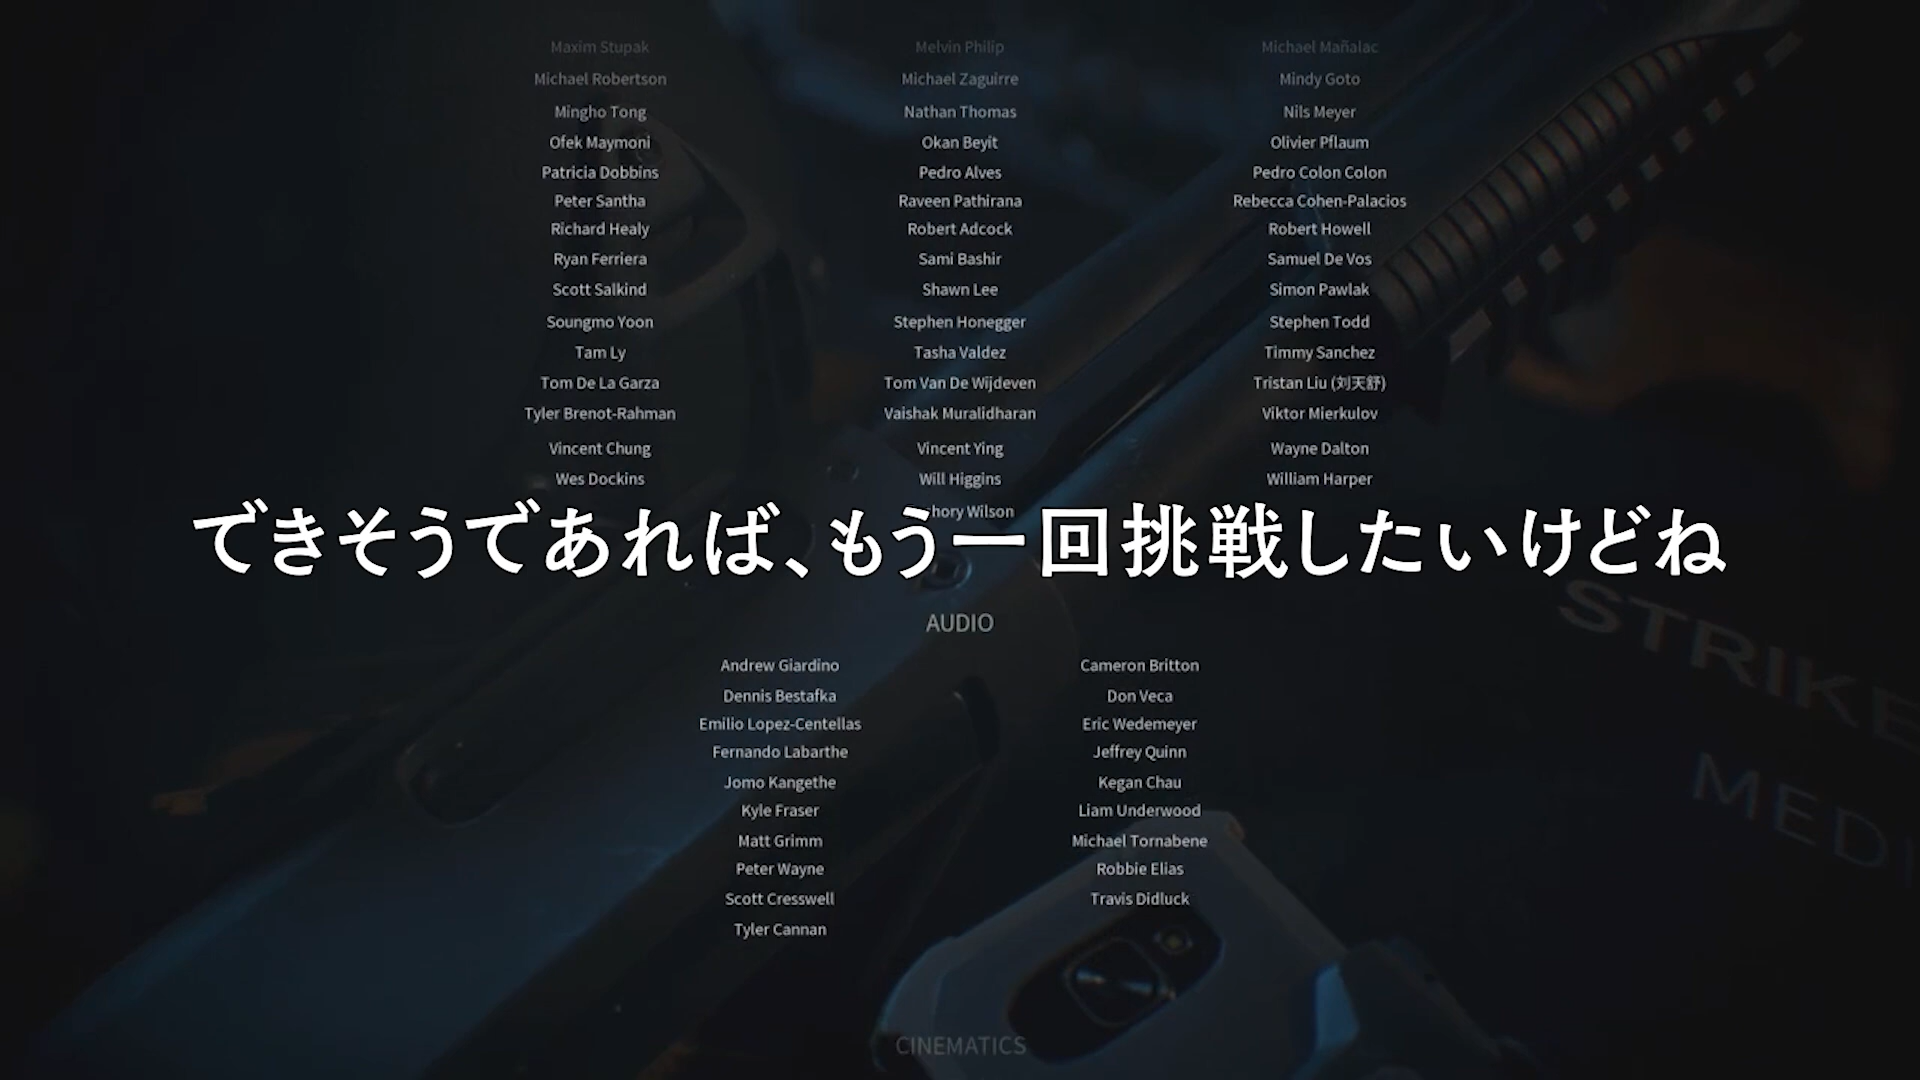 Maxim Stupak Melvin Philip Michael Mañalac
Michael Robertson Michael Zaguirre Mindy Goto
Mingho Tong Nathan Thomas Nils Meyer
Ofek Maymoni Okan Beyit Olivier Pflaum
Patricia Dobbins Pedro Alves Pedro Colon Colon
Peter Santha Raveen Pathirana Rebecca Cohen-Palacios
Richard Healy Robert Adcock Robert Howell
Ryan Ferriera Sami Bashir Samuel De Vos
Scott Salkind Shawn Lee Simon Pawlak
Soungmo Yoon Stephen Honegger Stephen Todd
Tam Ly Tasha Valdez Timmy Sanchez
Tom De La Garza Tom Van De Wijdeven Tristan Liu (刘天舒)
Tyler Brenot-Rahman Vaishak Muralidharan Viktor Mierkulov
Vincent Chung Vincent Ying Wayne Dalton
Wes Dockins Will Higgins William Harper
Wilson
できそうであれば、もう一回挑戦したいけどね
AUDIO
Andrew Giardino Cameron Britton
Dennis Bestafka Don Veca
Emilio Lopez-Centellas Eric Wedemeyer
Fernando Labarthe Jeffrey Quinn
Jomo Kangethe Kegan Chau
Kyle Fraser Liam Underwood
Matt Grimm Michael Tornabene
Peter Wayne Robbie Elias
Scott Cresswell Travis Didluck
Tyler Cannan
STRIKE
MEDI
CINEMATICS